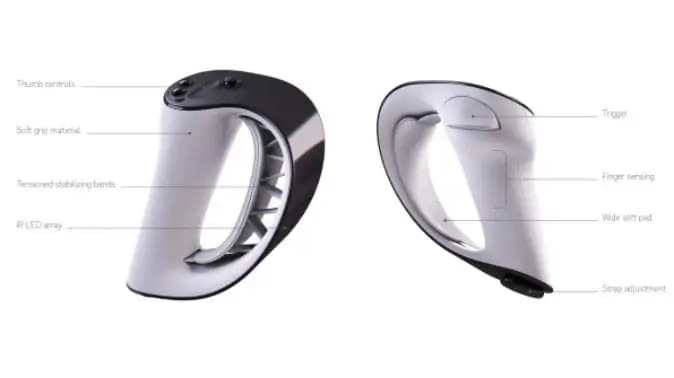 Thumb controls
Soft grip material
Tensioned stabilizing bands
IR LED array
Trigger
Finger sensing
Wide soft pad
Strap adjustment